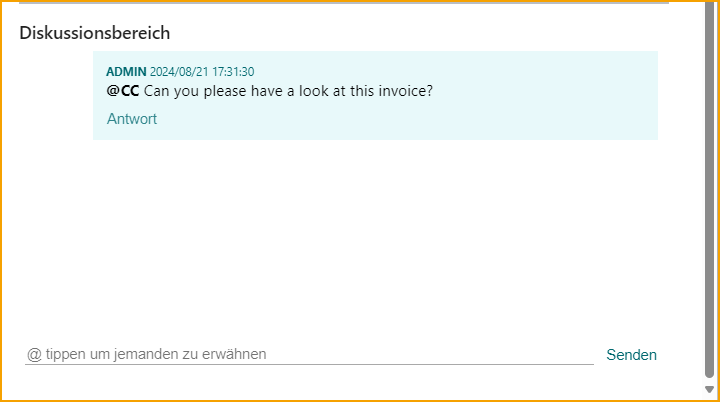 Diskussionsbereich
ADMIN 2024/08/21 17:31:30
@CC Can you please have a look at this invoice?
Antwort
@ tippen um jemanden zu erwähnen
Senden